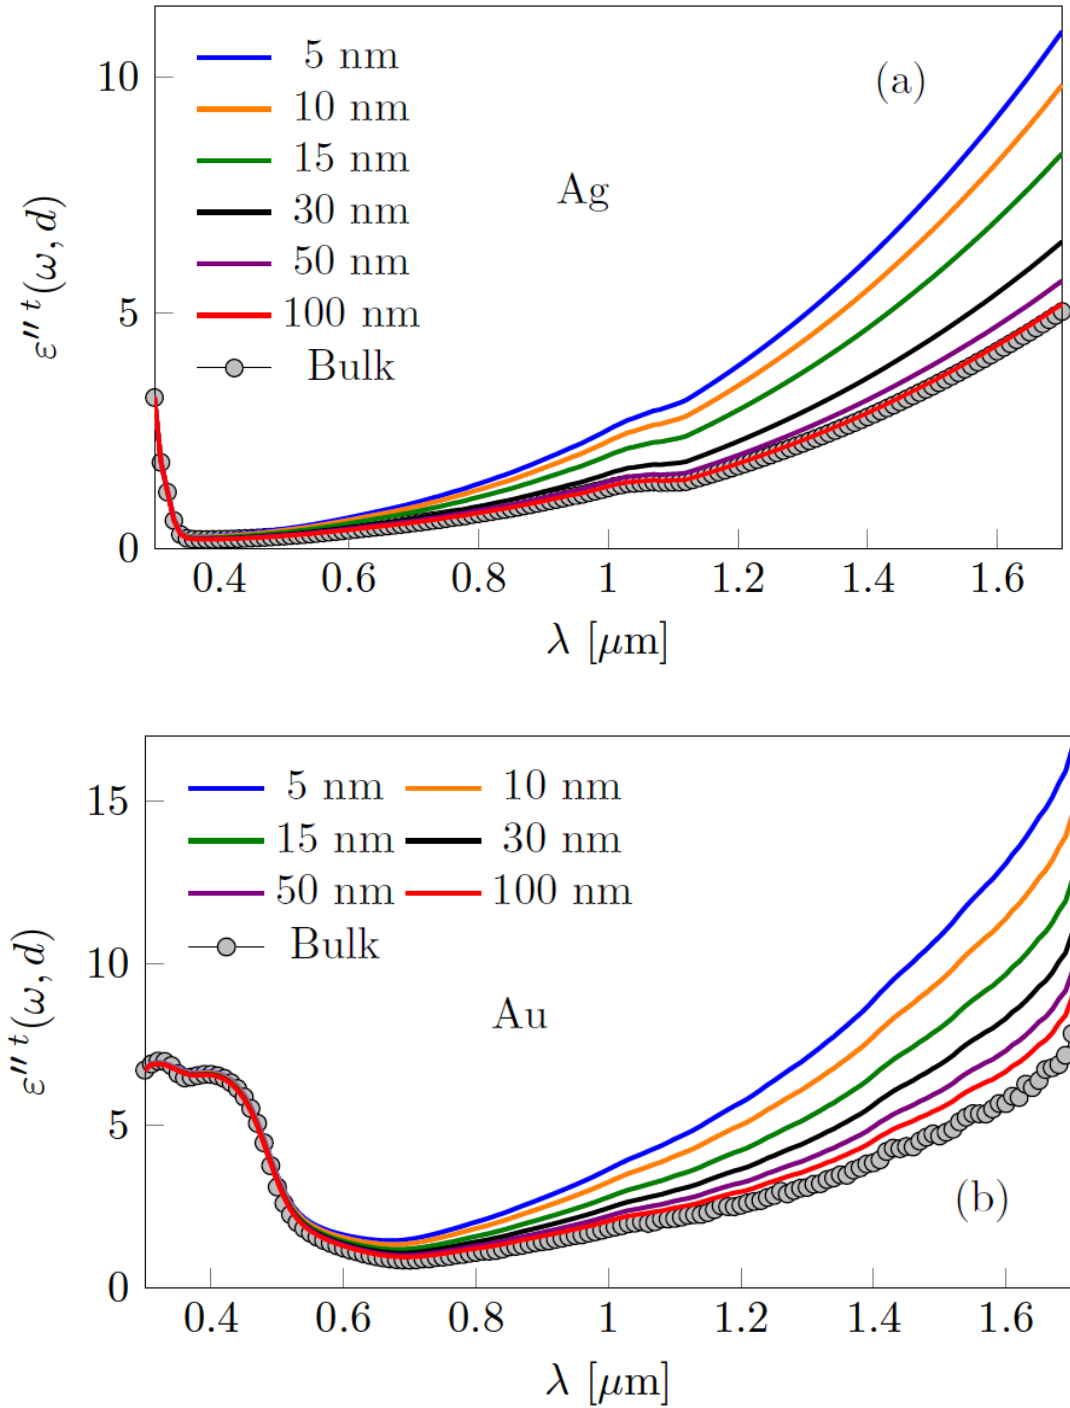 5 nm
10 nm
15 nm
30 nm
50 nm
100 nm
Bulk
(a)
Ag
10
5
0
ε″ ᵗ(ω, d)
0.4 0.6 0.8 1 1.2 1.4 1.6
λ [μm]
5 nm 10 nm
15 nm 30 nm
50 nm 100 nm
Bulk
Au
(b)
15
10
5
0
ε″ ᵗ(ω, d)
0.4 0.6 0.8 1 1.2 1.4 1.6
λ [μm]